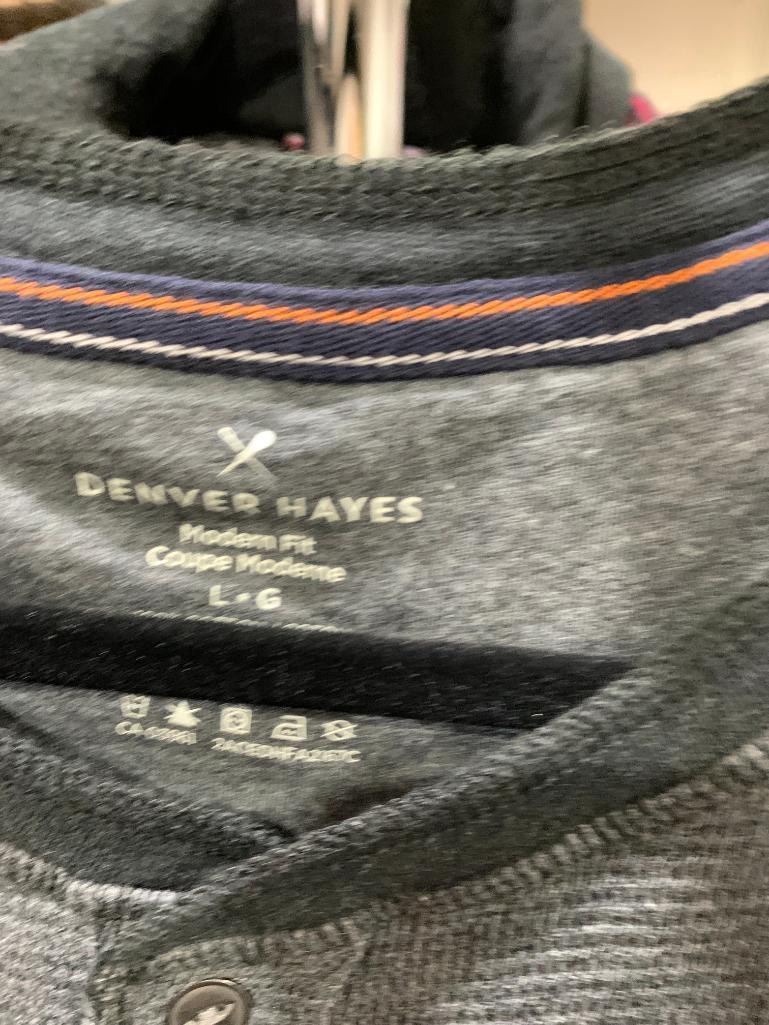 DENVER HAYES
Modern Fit
Coupe Moderne
L • G